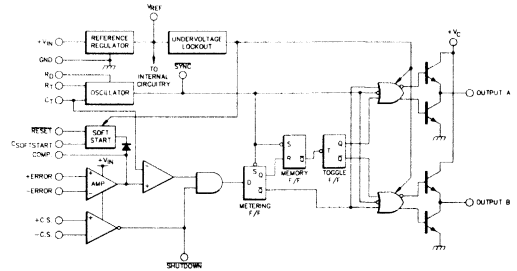 VREF
+VIN
REFERENCE
REGULATOR
UNDERVOLTAGE
LOCKOUT
+VC
GND
TO
INTERNAL
CIRCUITRY
SYNC
RD
RT
CT
OSCILLATOR
OUTPUT A
RESET
CSOFTSTART
COMP.
SOFT
START
+VIN
+ERROR
-ERROR
AMP
S
D
Q
Q
METERING
F/F
S
R
Q
MEMORY
F/F
T
Q
Q
TOGGLE
F/F
+C.S.
-C.S.
OUTPUT B
SHUTDOWN